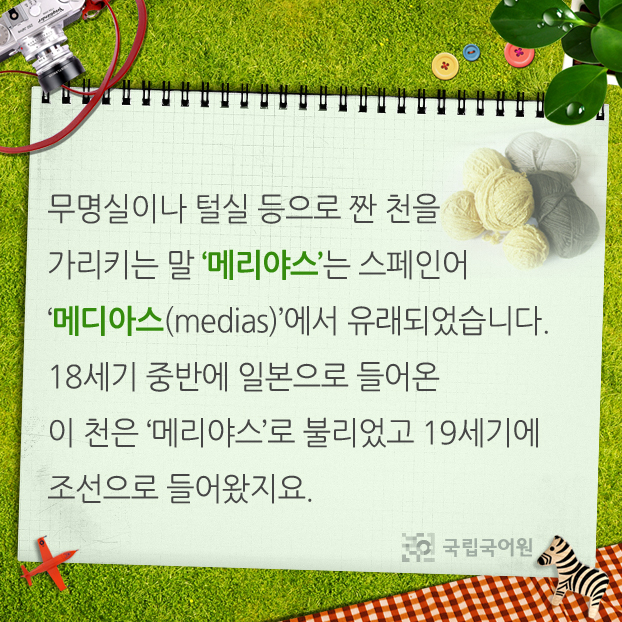 무명실이나 털실 등으로 짠 천을
가리키는 말 ‘메리야스’는 스페인어
‘메디아스(medias)’에서 유래되었습니다.
18세기 중반에 일본으로 들어온
이 천은 ‘메리야스’로 불리었고 19세기에
조선으로 들어왔지요.
국립국어원